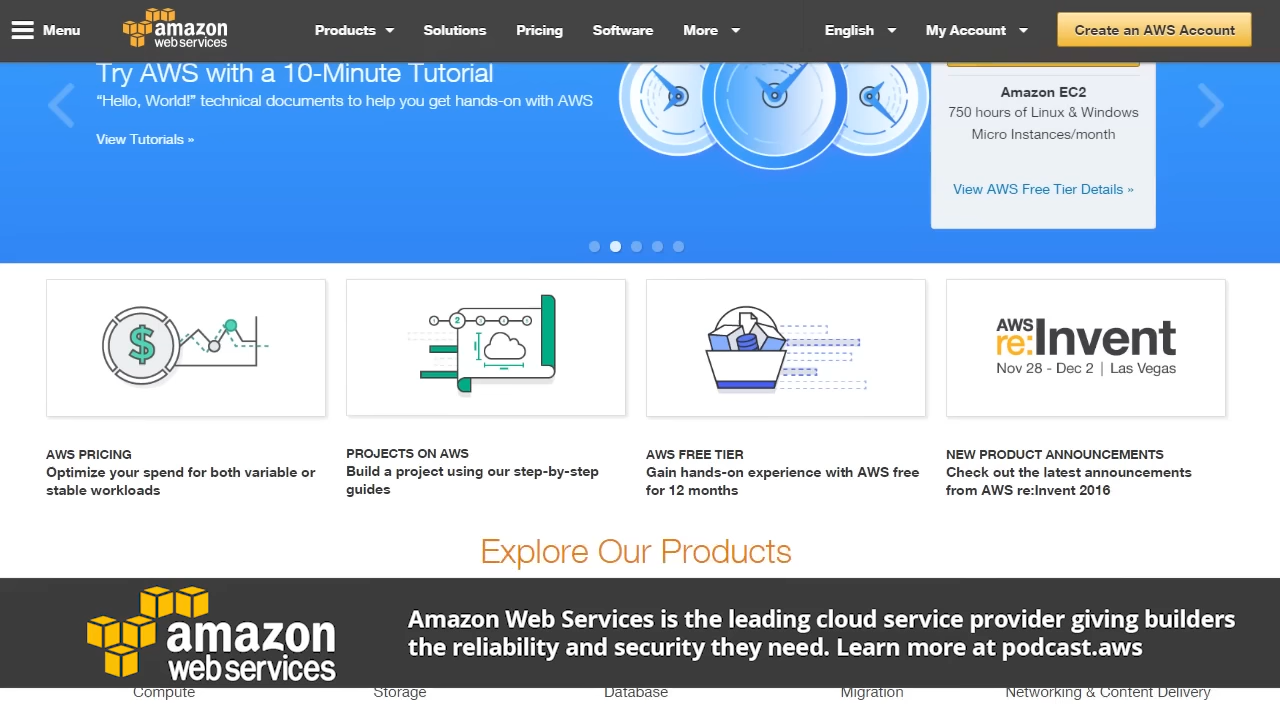 Menu
amazon
web services
Products
Solutions
Pricing
Software
More
English
My Account
Create an AWS Account
Try AWS with a 10-Minute Tutorial
“Hello, World!” technical documents to help you get hands-on with AWS
View Tutorials »
Amazon EC2
750 hours of Linux & Windows
Micro Instances/month
View AWS Free Tier Details »
$
2
AWS
re:Invent
Nov 28 - Dec 2 | Las Vegas
AWS PRICING
Optimize your spend for both variable or
stable workloads
PROJECTS ON AWS
Build a project using our step-by-step
guides
AWS FREE TIER
Gain hands-on experience with AWS free
for 12 months
NEW PRODUCT ANNOUNCEMENTS
Check out the latest announcements
from AWS re:Invent 2016
Explore Our Products
amazon
web services
Amazon Web Services is the leading cloud service provider giving builders
the reliability and security they need. Learn more at podcast.aws
Compute
Storage
Database
Migration
Networking & Content Delivery